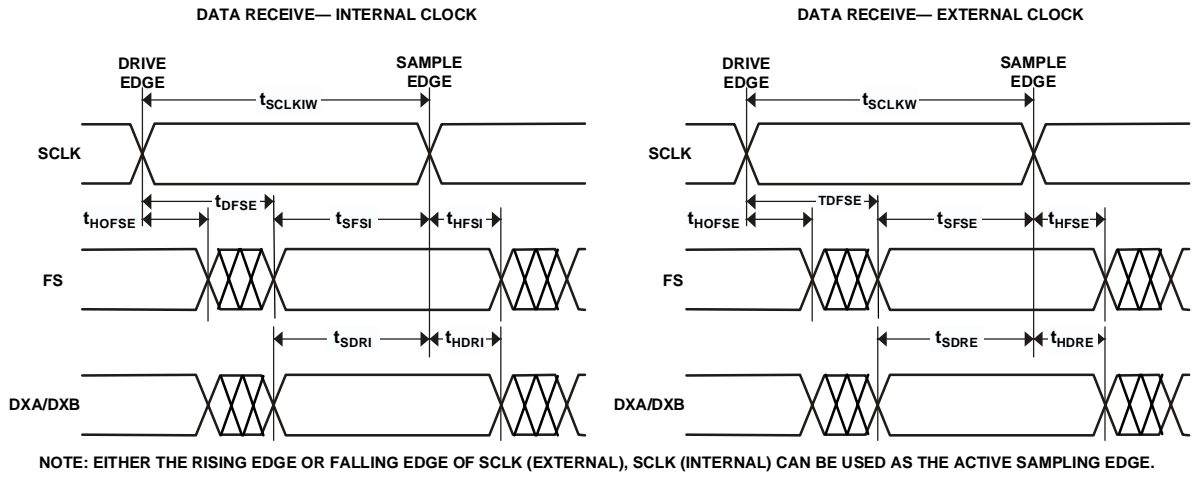 DATA RECEIVE— INTERNAL CLOCK
DRIVE
EDGE
SAMPLE
EDGE
tSCLKIW
SCLK
tDFSE
tHOFSE
tSFSI
tHFSI
FS
tSDRI
tHDRI
DXA/DXB
DATA RECEIVE— EXTERNAL CLOCK
DRIVE
EDGE
SAMPLE
EDGE
tSCLKW
SCLK
TDFSE
tHOFSE
tSFSE
tHFSE
FS
tSDRE
tHDRE
DXA/DXB
NOTE: EITHER THE RISING EDGE OR FALLING EDGE OF SCLK (EXTERNAL), SCLK (INTERNAL) CAN BE USED AS THE ACTIVE SAMPLING EDGE.